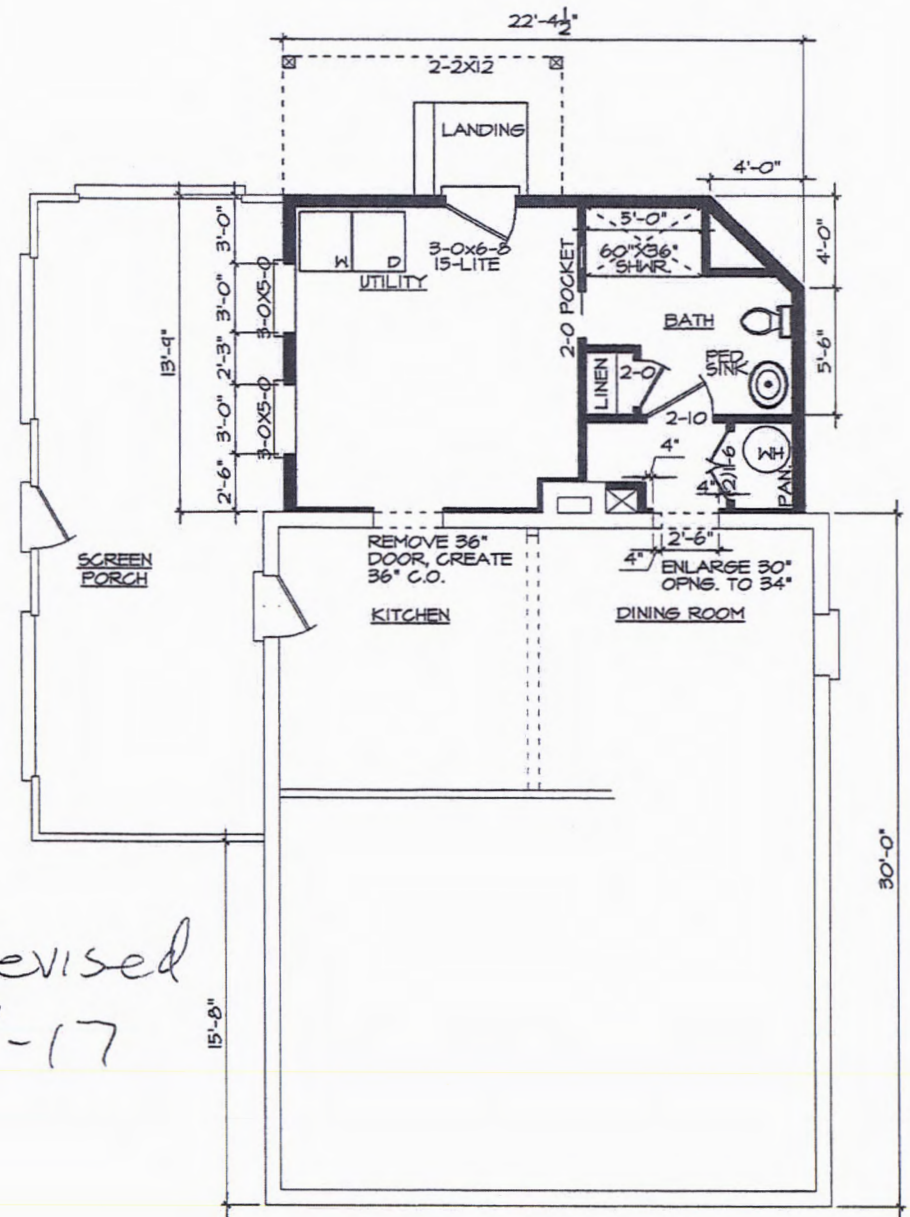 22'-4½"
2-2X12
LANDING
4'-0"
3'-0"
3'-0"
2'-3"
3'-0"
2'-6"
13'-9"
3-0X5-0
3-0X5-0
W
D
UTILITY
3-0x6-8
15-LITE
2-0 POCKET
5'-0"
60"X36"
SHWR.
4'-0"
BATH
5'-6"
PED
SINK
LINEN
2-0
2-10
4"
4"
(2)1-6
HW
PAN.
SCREEN
PORCH
REMOVE 36"
DOOR, CREATE
36" C.O.
4"
2'-6"
ENLARGE 30"
OPNG. TO 34"
KITCHEN
DINING ROOM
30'-0"
15'-8"
evised
-17